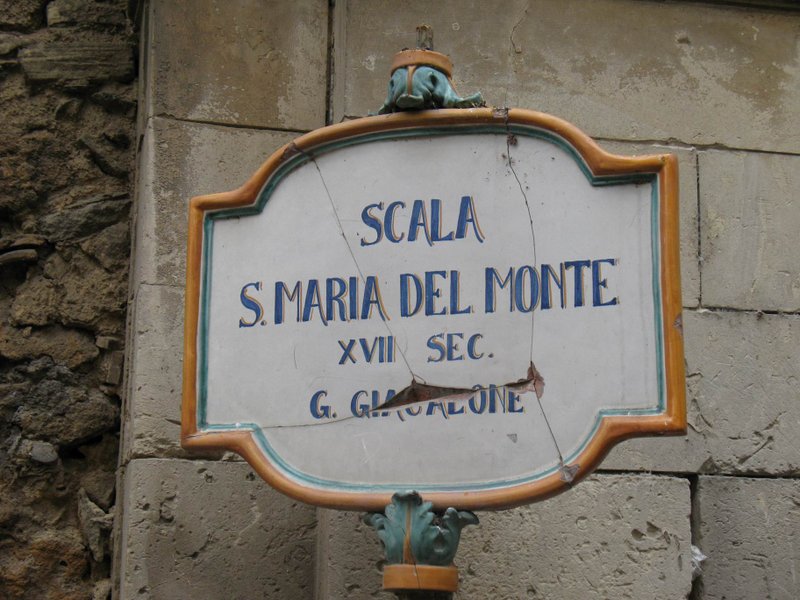 SCALA
S. MARIA DEL MONTE
XVII SEC.
G. GIACALONE